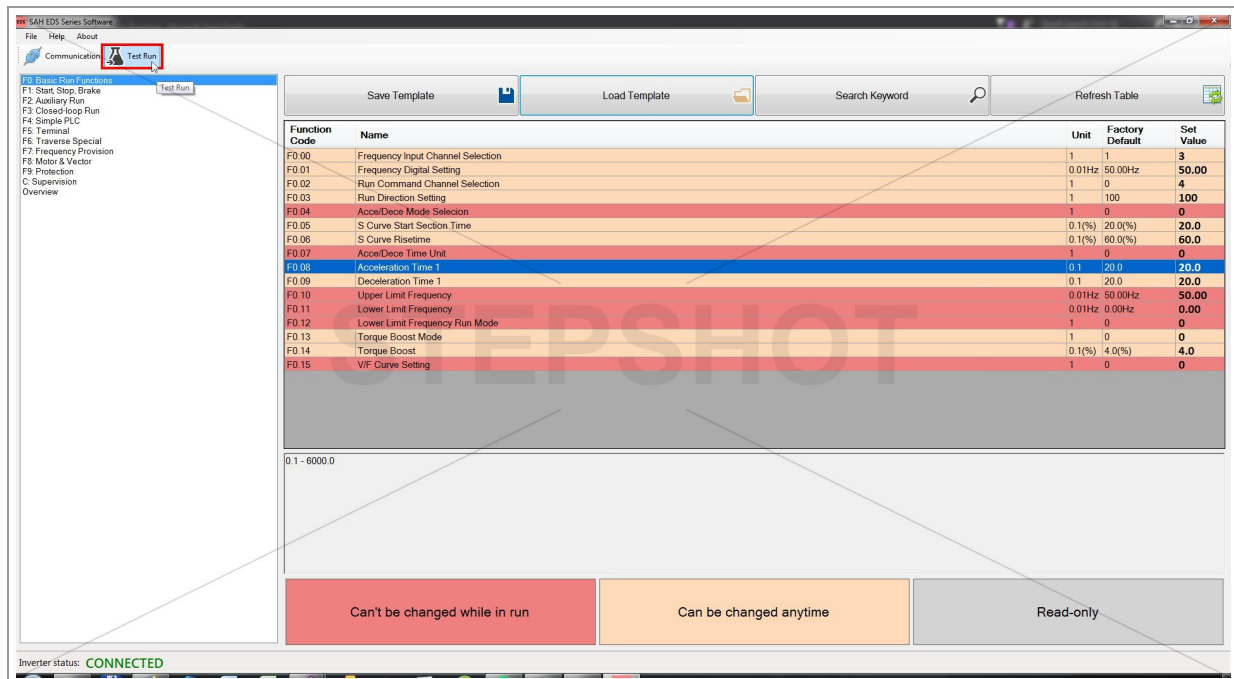 EDS SAH EDS Series Software
File Help About
Communication Test Run
Test Run
F0: Basic Run Functions
F1: Start, Stop, Brake
F2: Auxiliary Run
F3: Closed-loop Run
F4: Simple PLC
F5: Terminal
F6: Traverse Special
F7: Frequency Provision
F8: Motor & Vector
F9: Protection
C: Supervision
Overview
Save Template Load Template Search Keyword Refresh Table
Function Code Name Unit Factory Default Set Value
F0.00 Frequency Input Channel Selection 1 1 3
F0.01 Frequency Digital Setting 0.01Hz 50.00Hz 50.00
F0.02 Run Command Channel Selection 1 0 4
F0.03 Run Direction Setting 1 100 100
F0.04 Acce/Dece Mode Selecion 1 0 0
F0.05 S Curve Start Section Time 0.1(%) 20.0(%) 20.0
F0.06 S Curve Risetime 0.1(%) 60.0(%) 60.0
F0.07 Acce/Dece Time Unit 1 0 0
F0.08 Acceleration Time 1 0.1 20.0 20.0
F0.09 Deceleration Time 1 0.1 20.0 20.0
F0.10 Upper Limit Frequency 0.01Hz 50.00Hz 50.00
F0.11 Lower Limit Frequency 0.01Hz 0.00Hz 0.00
F0.12 Lower Limit Frequency Run Mode 1 0 0
F0.13 Torque Boost Mode 1 0 0
F0.14 Torque Boost 0.1(%) 4.0(%) 4.0
F0.15 V/F Curve Setting 1 0 0
STEPSHOT
0.1 - 6000.0
Can't be changed while in run Can be changed anytime Read-only
Inverter status: CONNECTED